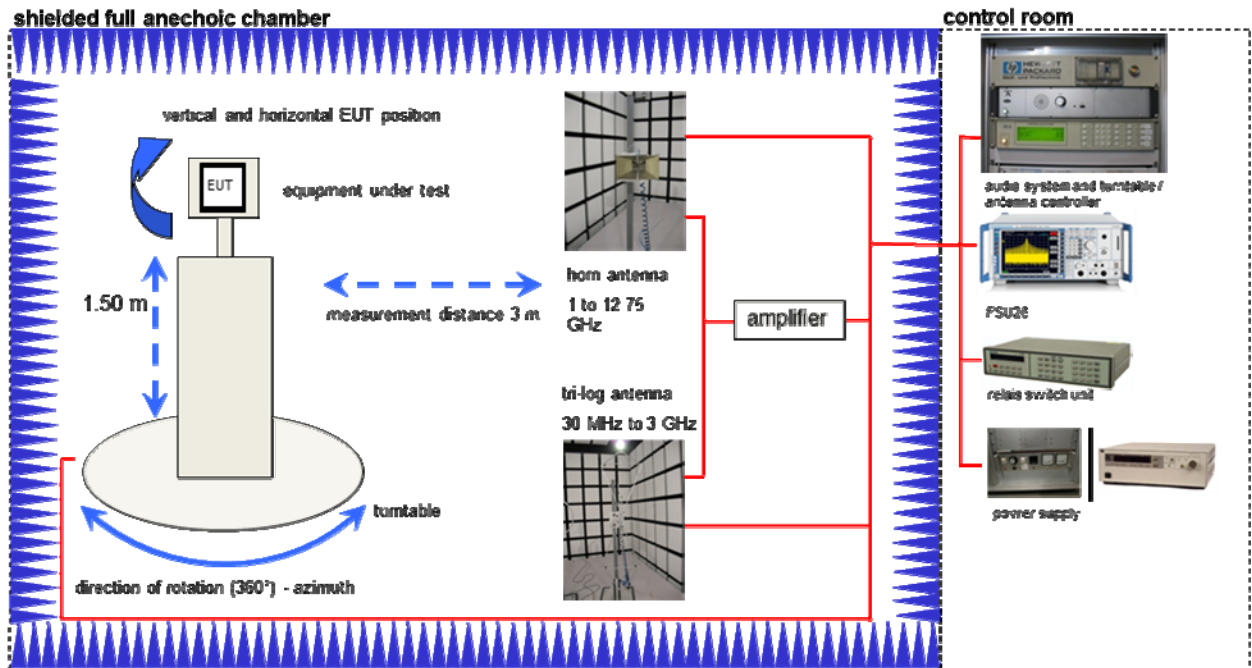 shielded full anechoic chamber
control room
vertical and horizontal EUT position
EUT
equipment under test
1.50 m
measurement distance 3 m
horn antenna
1 to 12 75
GHz
amplifier
tri-log antenna
30 MHz to 3 GHz
turntable
direction of rotation (360°) - azimuth
HEWLETT
PACKARD
audio system and turntable /
antenna controller
FSU26
relais switch unit
power supply